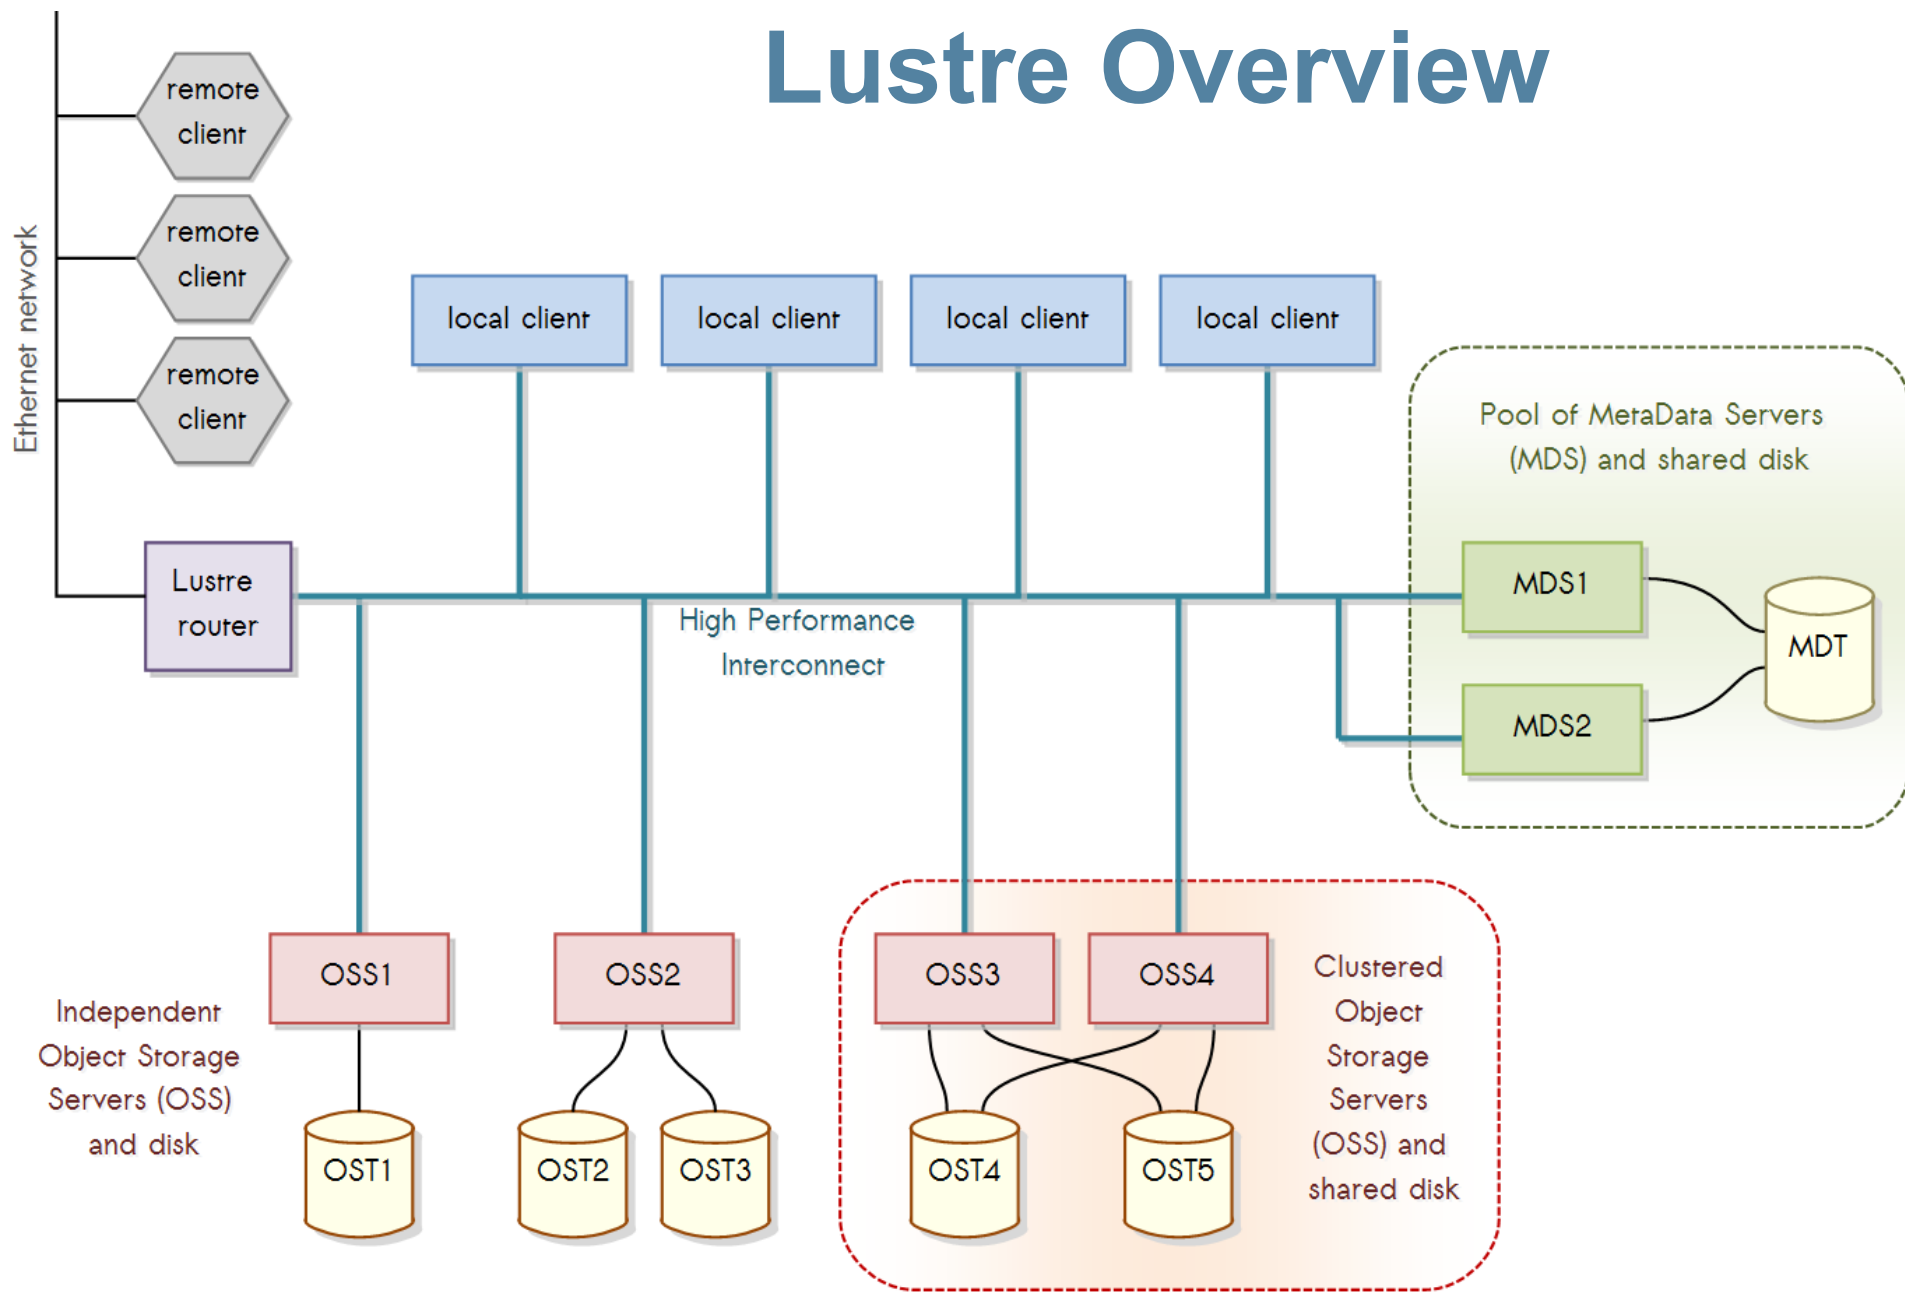 Lustre Overview
remote
client
remote
client
remote
client
Ethernet network
local client
local client
local client
local client
Pool of MetaData Servers
(MDS) and shared disk
Lustre
router
High Performance
Interconnect
MDS1
MDT
MDS2
OSS1
OSS2
OSS3
OSS4
Independent
Object Storage
Servers (OSS)
and disk
Clustered
Object
Storage
Servers
(OSS) and
shared disk
OST1
OST2
OST3
OST4
OST5